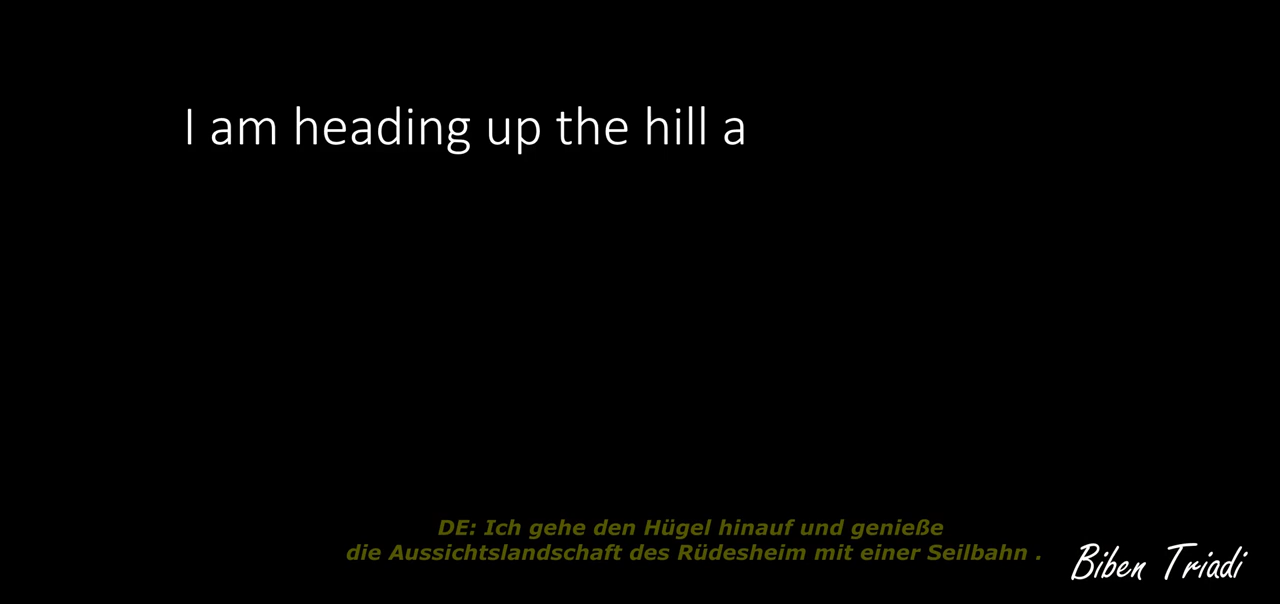 I am heading up the hill a
DE: Ich gehe den Hügel hinauf und genieße
die Aussichtslandschaft des Rüdesheim mit einer Seilbahn .
Biben Triadi